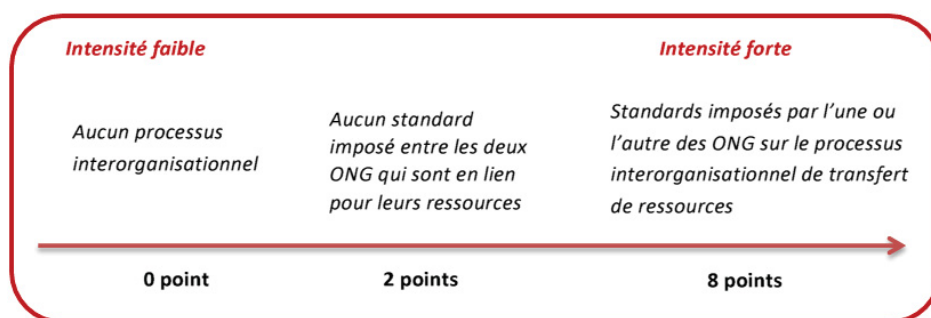 Intensité faible
Intensité forte
Aucun processus
interorganisationnel
Aucun standard
imposé entre les deux
ONG qui sont en lien
pour leurs ressources
Standards imposés par l’une ou
l’autre des ONG sur le processus
interorganisationnel de transfert
de ressources
0 point
2 points
8 points